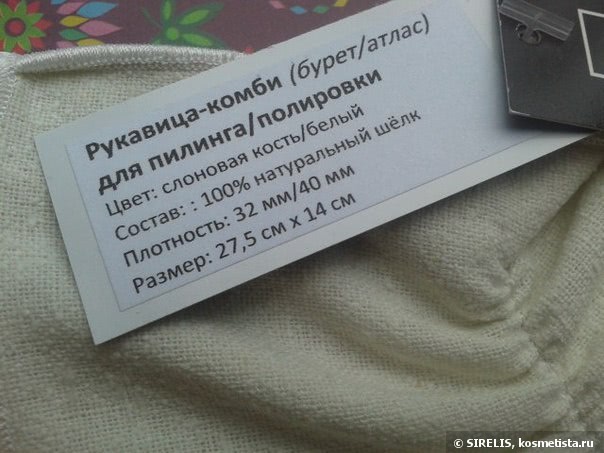 Рукавица-комби (бурет/атлас)
для пилинга/полировки
Цвет: слоновая кость/белый
Состав: : 100% натуральный шёлк
Плотность: 32 мм/40 мм
Размер: 27,5 см х 14 см
© SIRELIS, kosmetista.ru